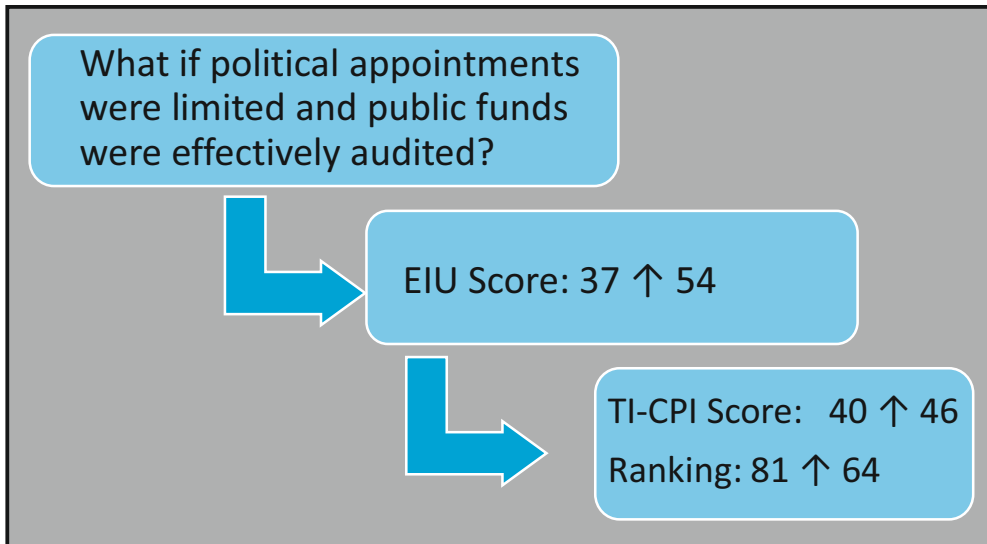 What if political appointments
were limited and public funds
were effectively audited?
EIU Score: 37 ↑ 54
TI-CPI Score: 40 ↑ 46
Ranking: 81 ↑ 64